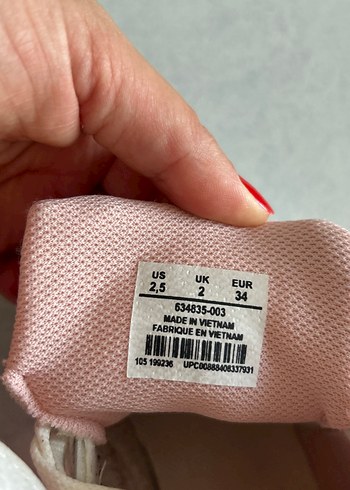 US UK EUR
2,5 2 34
634835-003
MADE IN VIETNAM
FABRIQUE EN VIETNAM
105 199236 UPC00888408337931